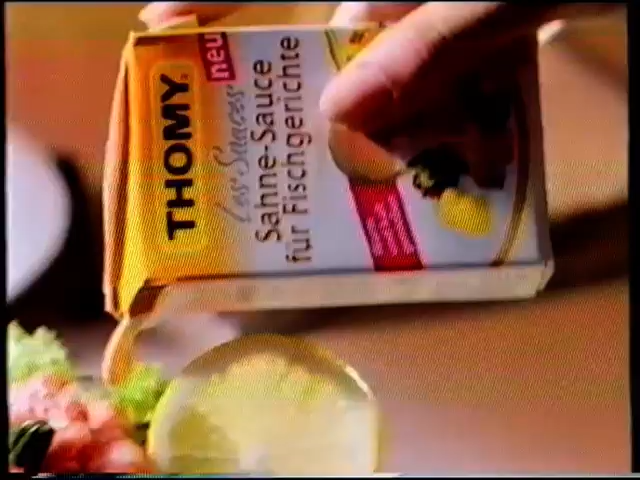 THOMY
neu
Les Sauces
Sahne-Sauce
für Fischgerichte